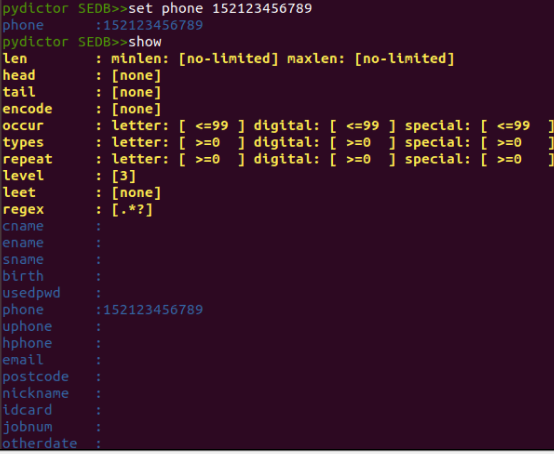 pydictor SEDB>>set phone 152123456789
phone      :152123456789
pydictor SEDB>>show
len        : minlen: [no-limited] maxlen: [no-limited]
head       : [none]
tail       : [none]
encode     : [none]
occur      : letter: [ <=99 ] digital: [ <=99 ] special: [ <=99  ]
types      : letter: [ >=0  ] digital: [ >=0  ] special: [ >=0   ]
repeat     : letter: [ >=0  ] digital: [ >=0  ] special: [ >=0   ]
level      : [3]
leet       : [none]
regex      : [.*?]
cname      :
ename      :
sname      :
birth      :
usedpwd    :
phone      :152123456789
uphone     :
hphone     :
email      :
postcode   :
nickname   :
idcard     :
jobnum     :
otherdate  :